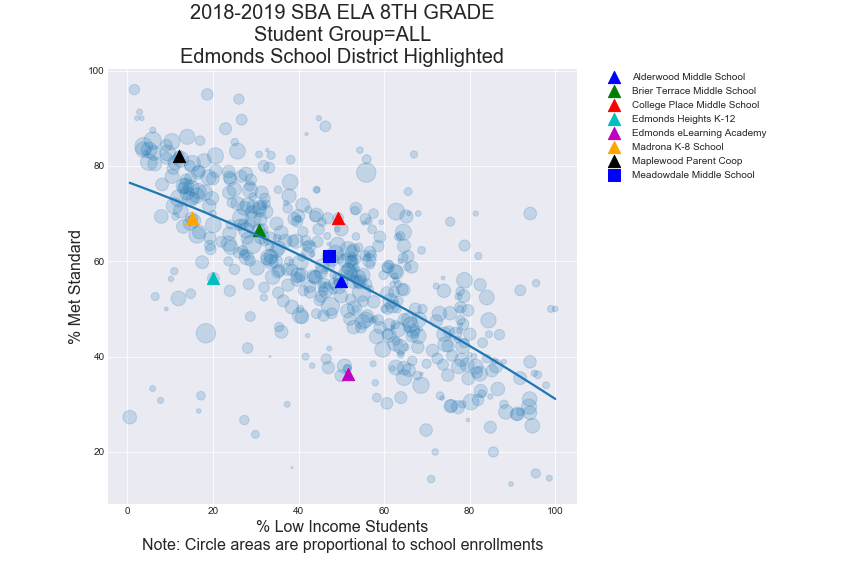 2018-2019 SBA ELA 8TH GRADE
Student Group=ALL
Edmonds School District Highlighted
% Met Standard
100
80
60
40
20
0 20 40 60 80 100
% Low Income Students
Note: Circle areas are proportional to school enrollments
Alderwood Middle School
Brier Terrace Middle School
College Place Middle School
Edmonds Heights K-12
Edmonds eLearning Academy
Madrona K-8 School
Maplewood Parent Coop
Meadowdale Middle School